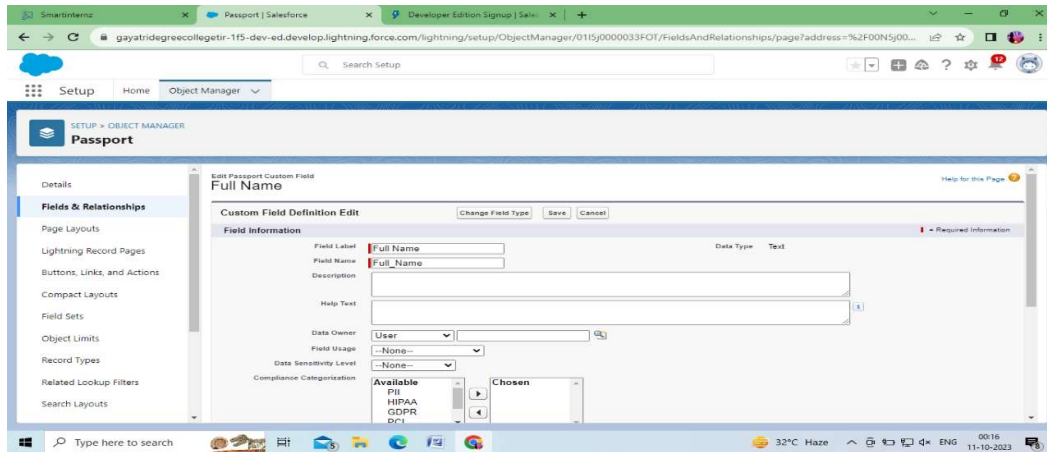 Smartinternz
Passport | Salesforce
Developer Edition Signup | Sales
gayatridegreecollegetir-1f5-dev-ed.develop.lightning.force.com/lightning/setup/ObjectManager/01I5j0000033FOT/FieldsAndRelationships/page?address=%2F00N5j00...
Search Setup
12
Setup
Home
Object Manager
SETUP > OBJECT MANAGER
Passport
Details
Fields & Relationships
Page Layouts
Lightning Record Pages
Buttons, Links, and Actions
Compact Layouts
Field Sets
Object Limits
Record Types
Related Lookup Filters
Search Layouts
Edit Passport Custom Field
Full Name
Help for this Page
Custom Field Definition Edit
Change Field Type Save Cancel
Field Information
= Required Information
Field Label Full Name
Data Type Text
Field Name Full_Name
Description
Help Text
i
Data Owner User
Field Usage --None--
Data Sensitivity Level --None--
Compliance Categorization
Available
PII
HIPAA
GDPR
PCI
Chosen
Type here to search
5
32°C Haze
ENG
00:16
11-10-2023
8